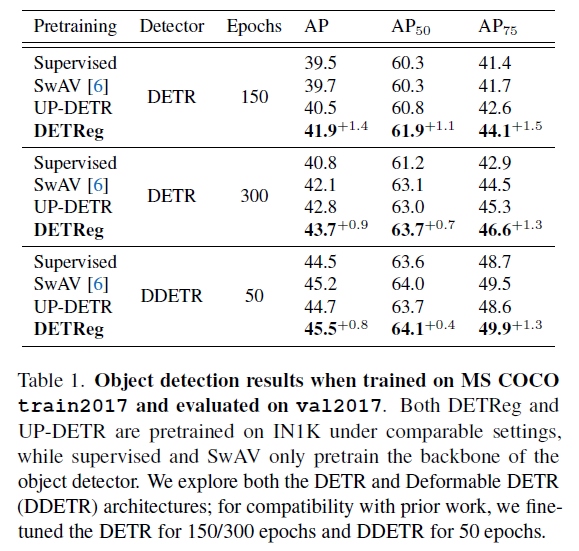 Pretraining Detector Epochs AP AP50 AP75
Supervised 39.5 60.3 41.4
SwAV [6] 39.7 60.3 41.7
DETR 150
UP-DETR 40.5 60.8 42.6
DETReg 41.9+1.4 61.9+1.1 44.1+1.5
Supervised 40.8 61.2 42.9
SwAV [6] 42.1 63.1 44.5
DETR 300
UP-DETR 42.8 63.0 45.3
DETReg 43.7+0.9 63.7+0.7 46.6+1.3
Supervised 44.5 63.6 48.7
SwAV [6] 45.2 64.0 49.5
DDETR 50
UP-DETR 44.7 63.7 48.6
DETReg 45.5+0.8 64.1+0.4 49.9+1.3
Table 1. Object detection results when trained on MS COCO
train2017 and evaluated on val2017. Both DETReg and
UP-DETR are pretrained on IN1K under comparable settings,
while supervised and SwAV only pretrain the backbone of the
object detector. We explore both the DETR and Deformable DETR
(DDETR) architectures; for compatibility with prior work, we fine-
tuned the DETR for 150/300 epochs and DDETR for 50 epochs.